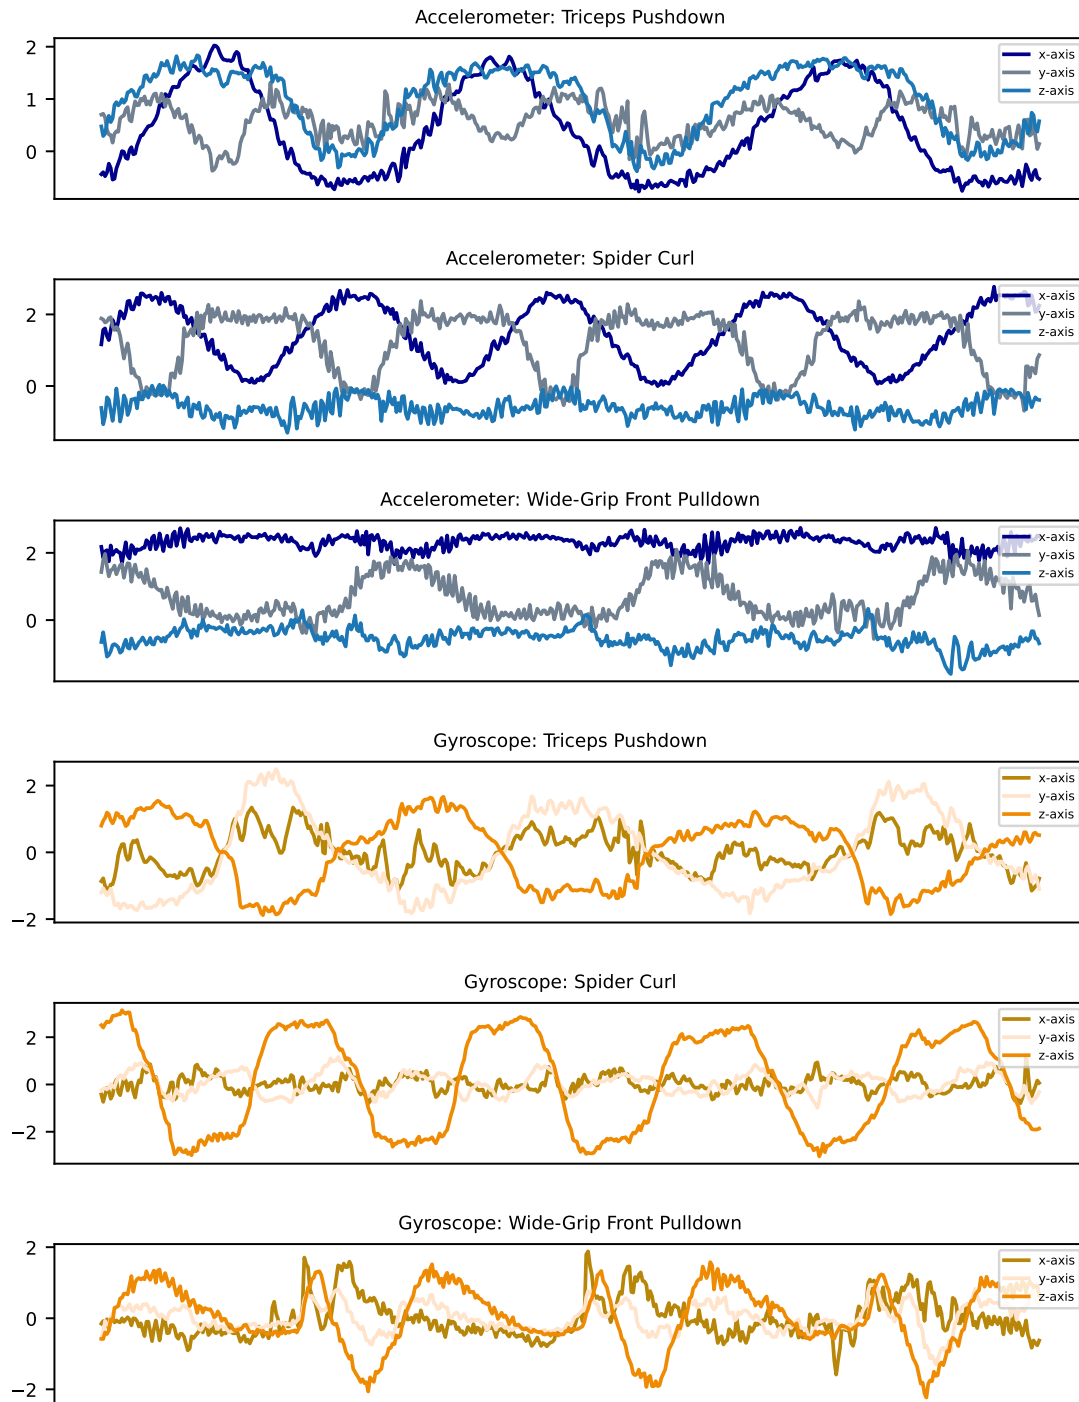 Accelerometer: Triceps Pushdown
2
1
0
x-axis
y-axis
z-axis
Accelerometer: Spider Curl
2
0
x-axis
y-axis
z-axis
Accelerometer: Wide-Grip Front Pulldown
2
0
x-axis
y-axis
z-axis
Gyroscope: Triceps Pushdown
2
0
−2
x-axis
y-axis
z-axis
Gyroscope: Spider Curl
2
0
−2
x-axis
y-axis
z-axis
Gyroscope: Wide-Grip Front Pulldown
2
0
−2
x-axis
y-axis
z-axis